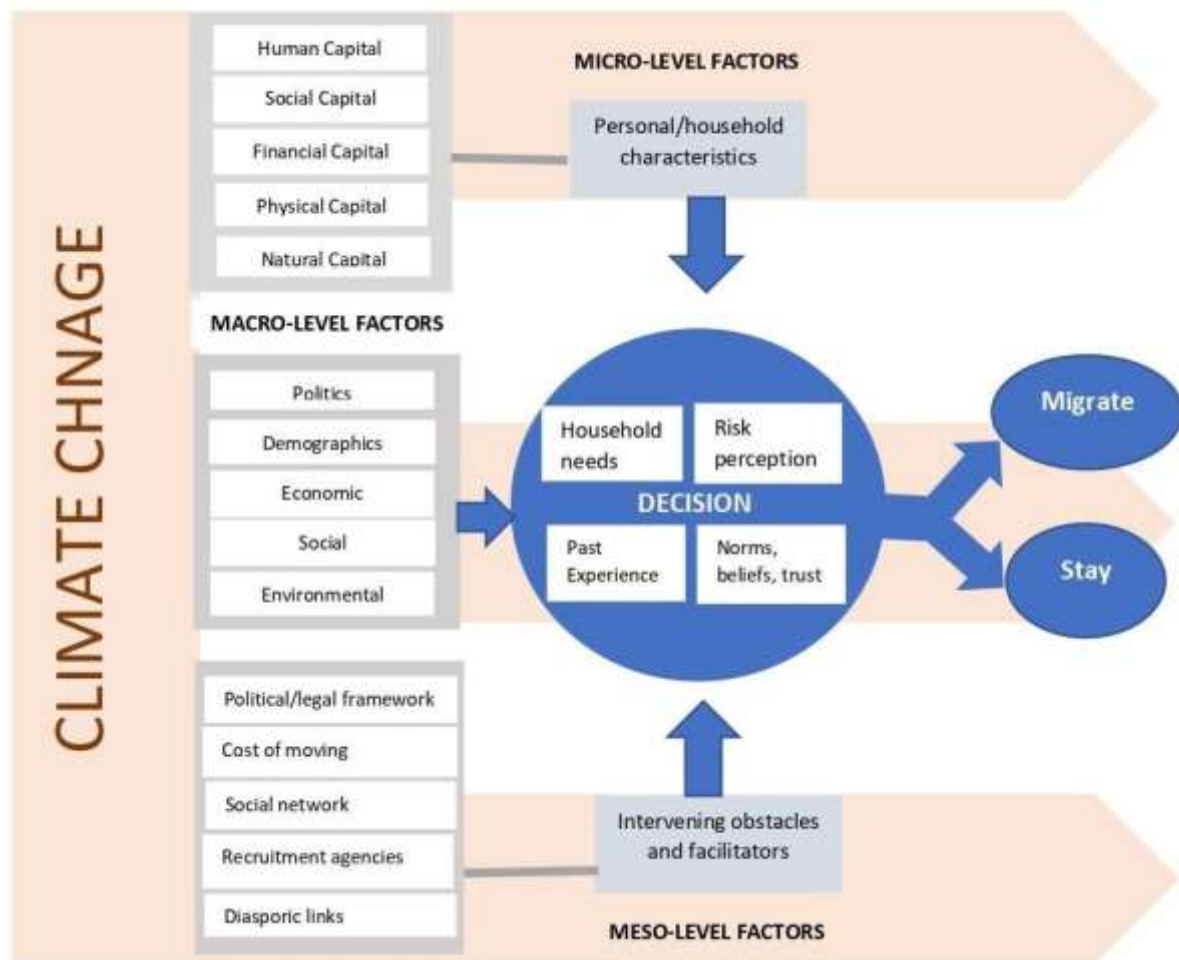 CLIMATE CHNAGE
Human Capital
Social Capital
Financial Capital
Physical Capital
Natural Capital
MICRO-LEVEL FACTORS
Personal/household
characteristics
MACRO-LEVEL FACTORS
Politics
Demographics
Economic
Social
Environmental
Household
needs
Risk
perception
DECISION
Past
Experience
Norms,
beliefs, trust
Migrate
Stay
Political/legal framework
Cost of moving
Social network
Recruitment agencies
Diasporic links
Intervening obstacles
and facilitators
MESO-LEVEL FACTORS